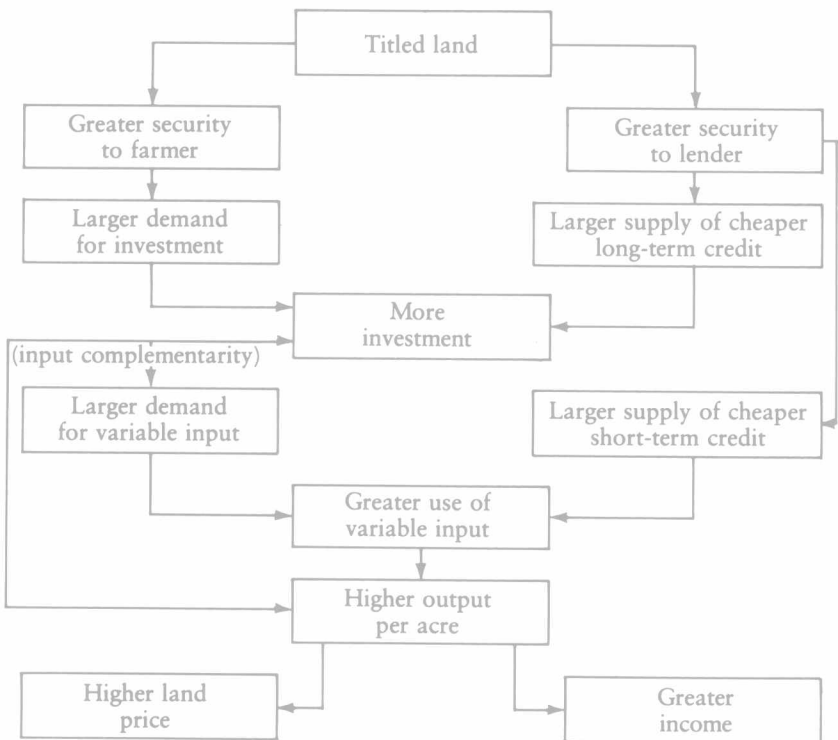 Titled land
Greater security
to farmer
Greater security
to lender
Larger demand
for investment
Larger supply of cheaper
long-term credit
More
investment
(input complementarity)
Larger demand
for variable input
Larger supply of cheaper
short-term credit
Greater use of
variable input
Higher output
per acre
Higher land
price
Greater
income